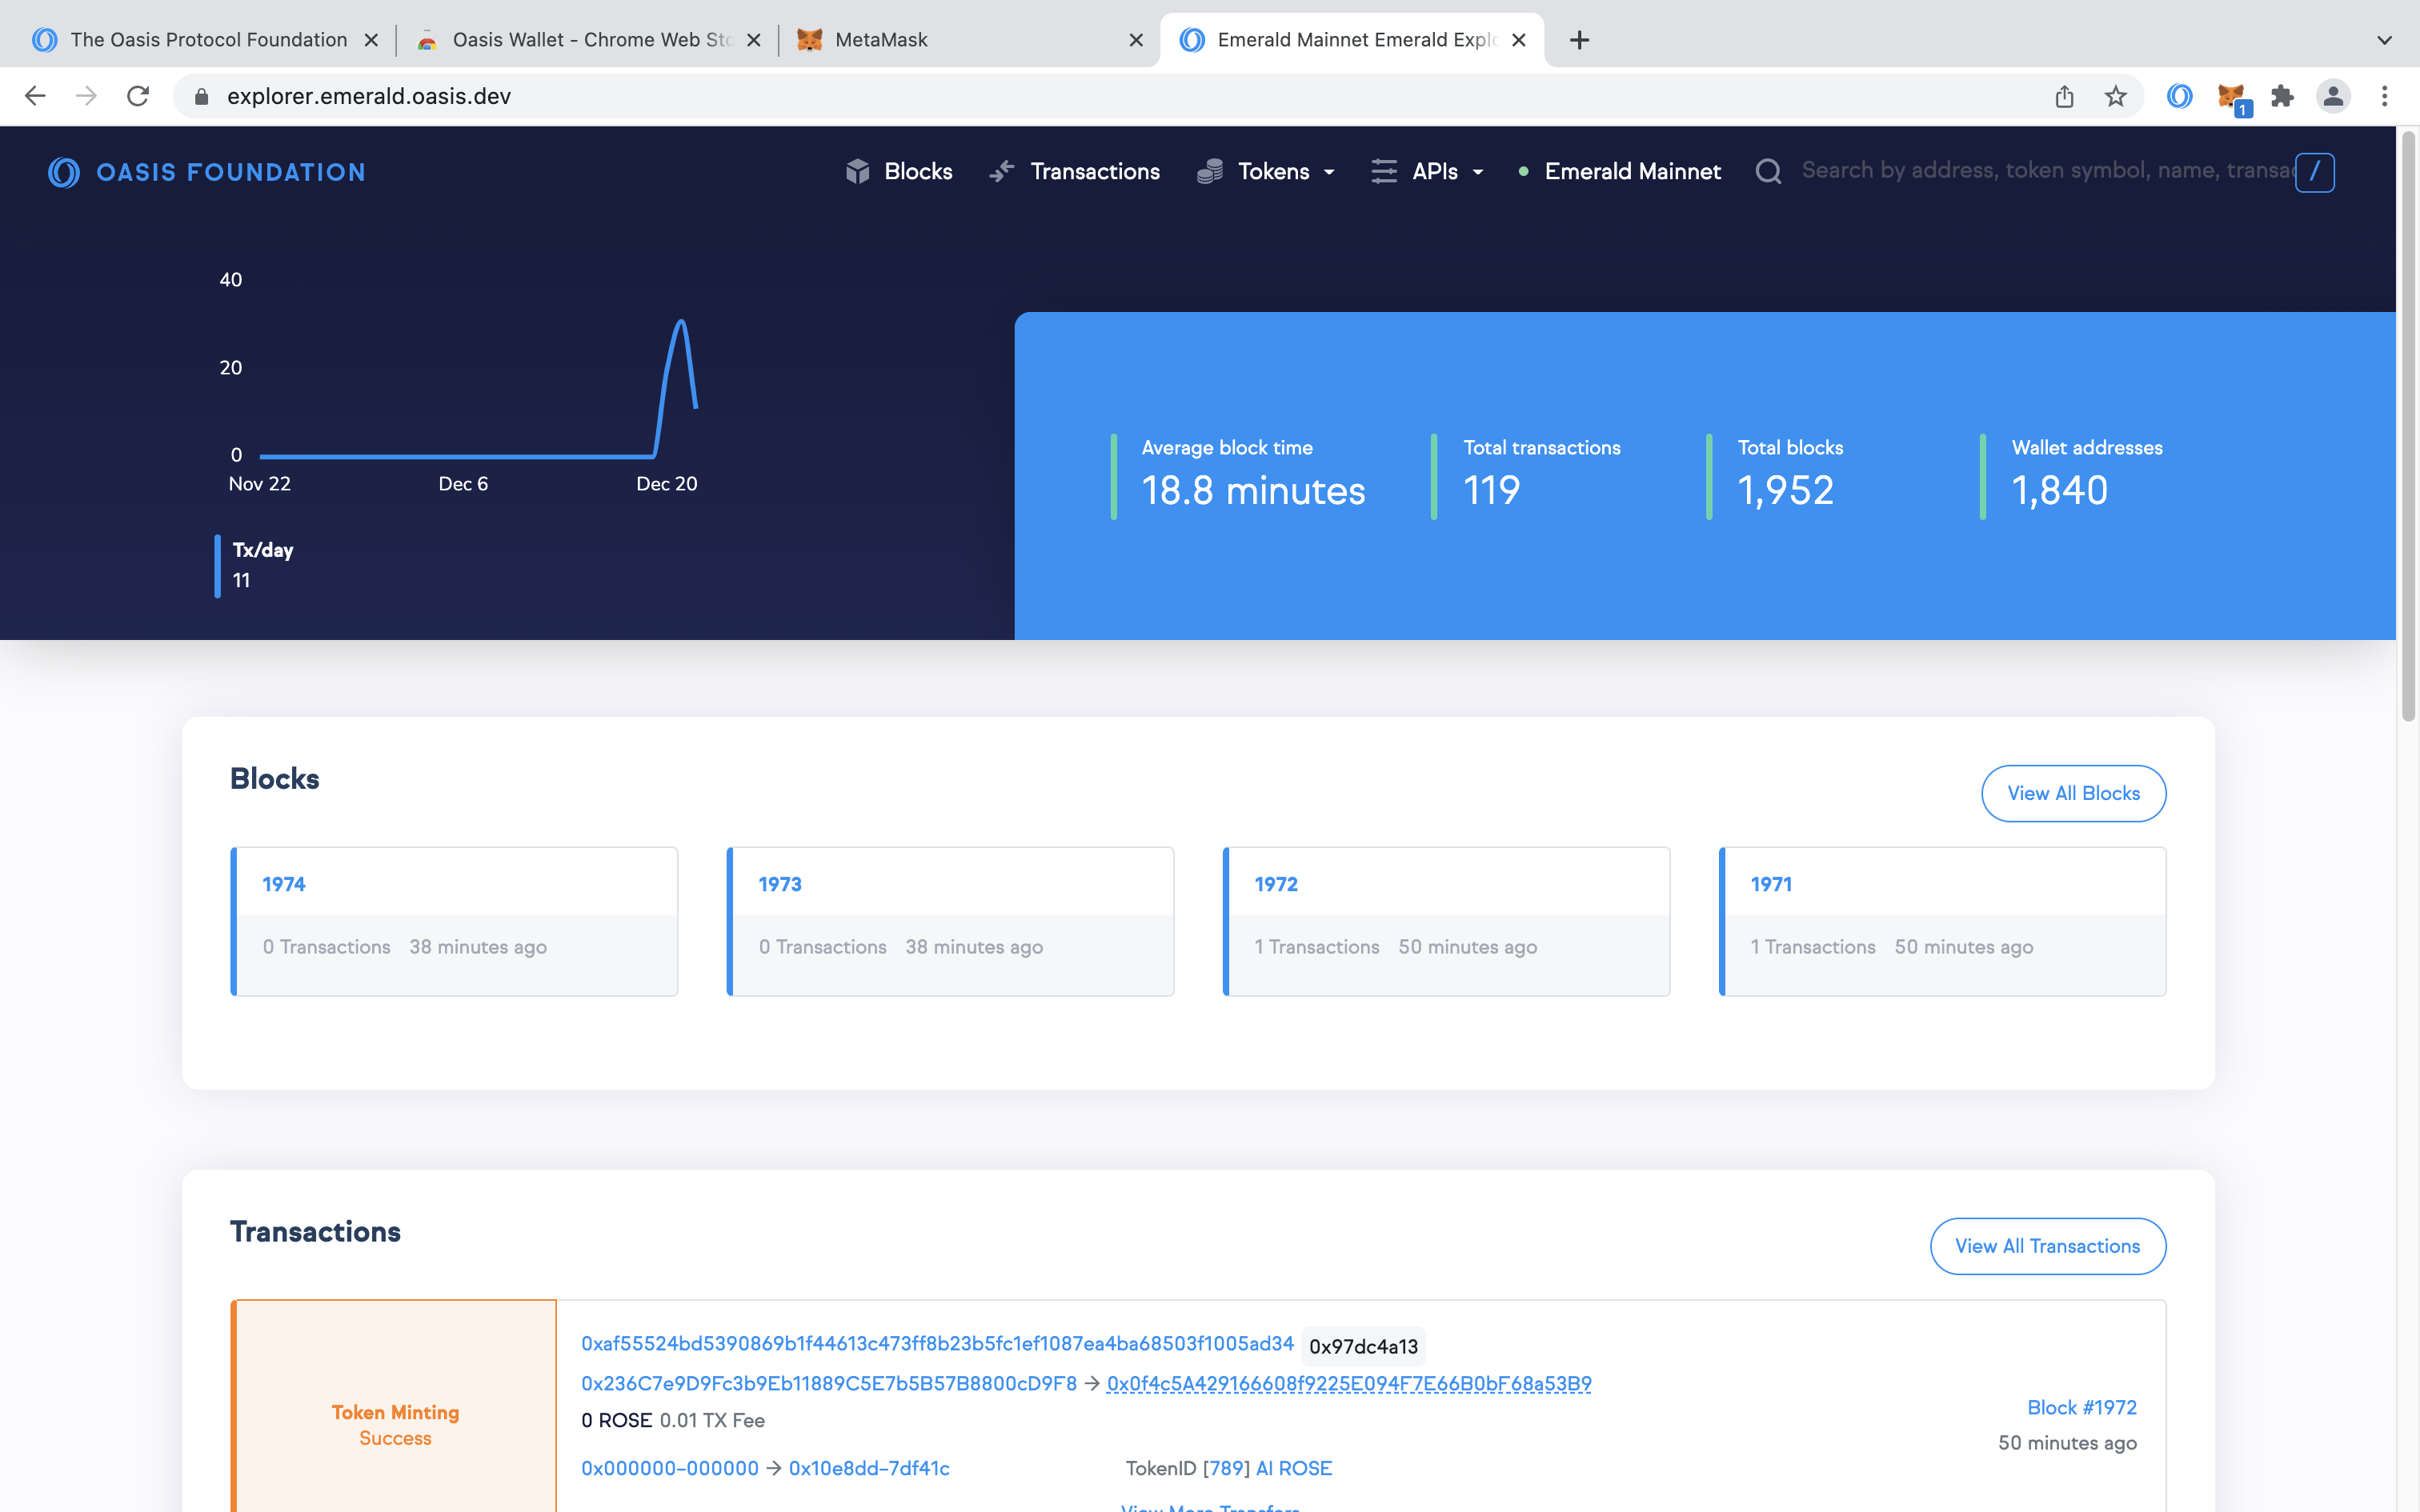 The Oasis Protocol Foundation
Oasis Wallet - Chrome Web Sto
MetaMask
Emerald Mainnet Emerald Explo
explorer.emerald.oasis.dev
1
OASIS FOUNDATION
Blocks
Transactions
Tokens
APIs
Emerald Mainnet
Search by address, token symbol, name, transac
/
40
20
0
Nov 22
Dec 6
Dec 20
Tx/day
11
Average block time
18.8 minutes
Total transactions
119
Total blocks
1,952
Wallet addresses
1,840
Blocks
View All Blocks
1974
0 Transactions 38 minutes ago
1973
0 Transactions 38 minutes ago
1972
1 Transactions 50 minutes ago
1971
1 Transactions 50 minutes ago
Transactions
View All Transactions
Token Minting
Success
0xaf55524bd5390869b1f44613c473ff8b23b5fc1ef1087ea4ba68503f1005ad34 0x97dc4a13
0x236C7e9D9Fc3b9Eb11889C5E7b5B57B8800cD9F8 → 0x0f4c5A429166608f9225E094F7E66B0bF68a53B9
0 ROSE 0.01 TX Fee
0x000000-000000 → 0x10e8dd-7df41c
TokenID [789] AI ROSE
View More Transfers
Block #1972
50 minutes ago